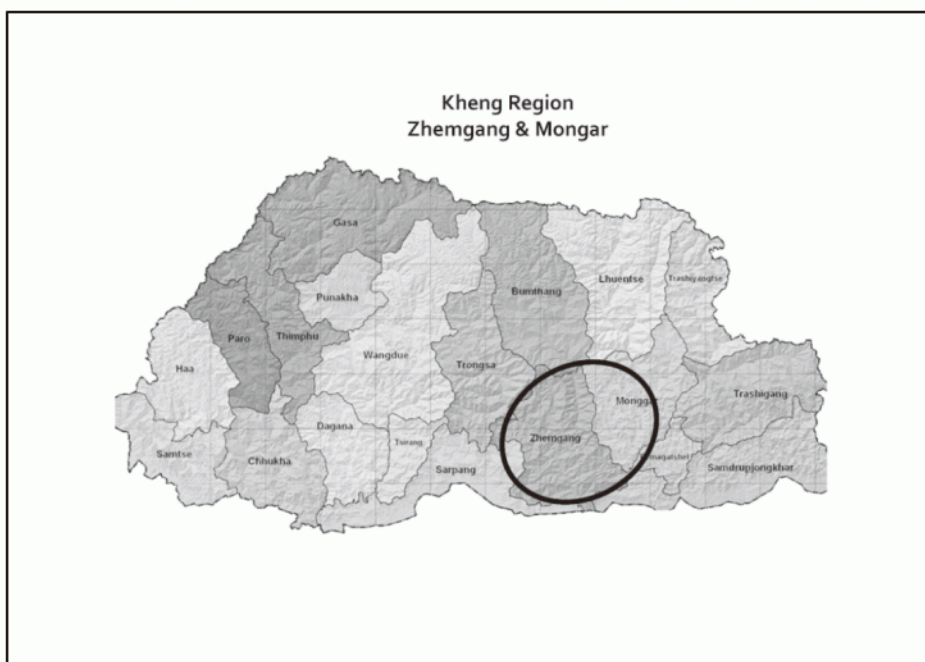 Kheng Region
Zhemgang & Mongar
Gasa
Punakha
Bumthang
Lhuentse
Trashiyangtse
Paro
Thimphu
Wangdue
Trongsa
Haa
Monggar
Trashigang
Dagana
Tsirang
Zhemgang
Samtse
Chhukha
Sarpang
Samdrupjongkhar